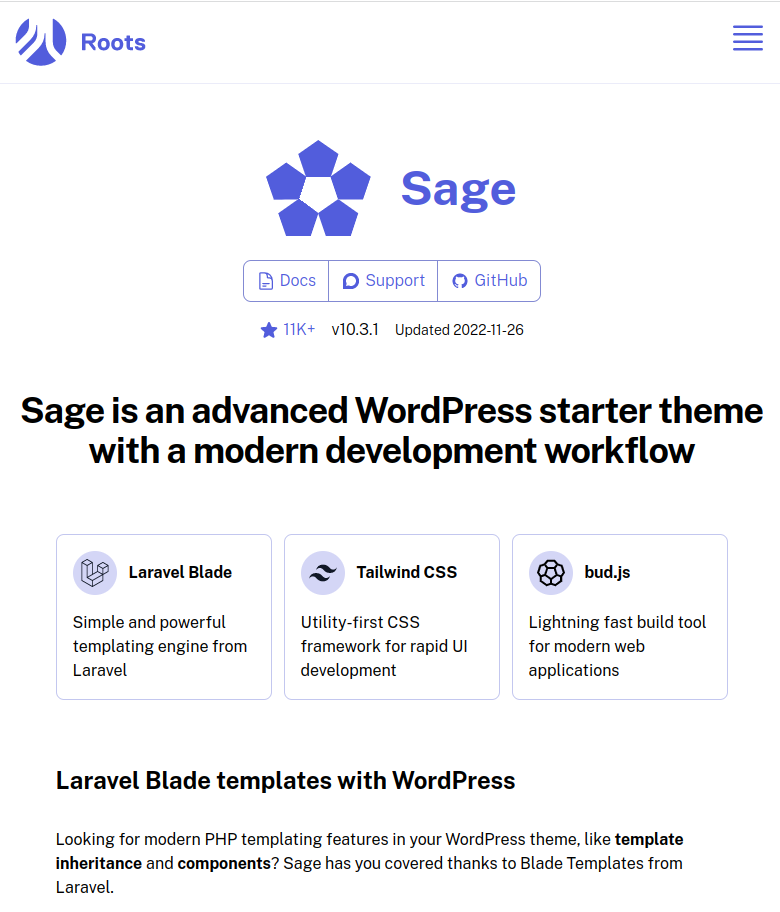 Roots
Sage
Docs Support GitHub
11K+ v10.3.1 Updated 2022-11-26
Sage is an advanced WordPress starter theme
with a modern development workflow
Laravel Blade
Simple and powerful
templating engine from
Laravel
Tailwind CSS
Utility-first CSS
framework for rapid UI
development
bud.js
Lightning fast build tool
for modern web
applications
Laravel Blade templates with WordPress
Looking for modern PHP templating features in your WordPress theme, like template
inheritance and components? Sage has you covered thanks to Blade Templates from
Laravel.